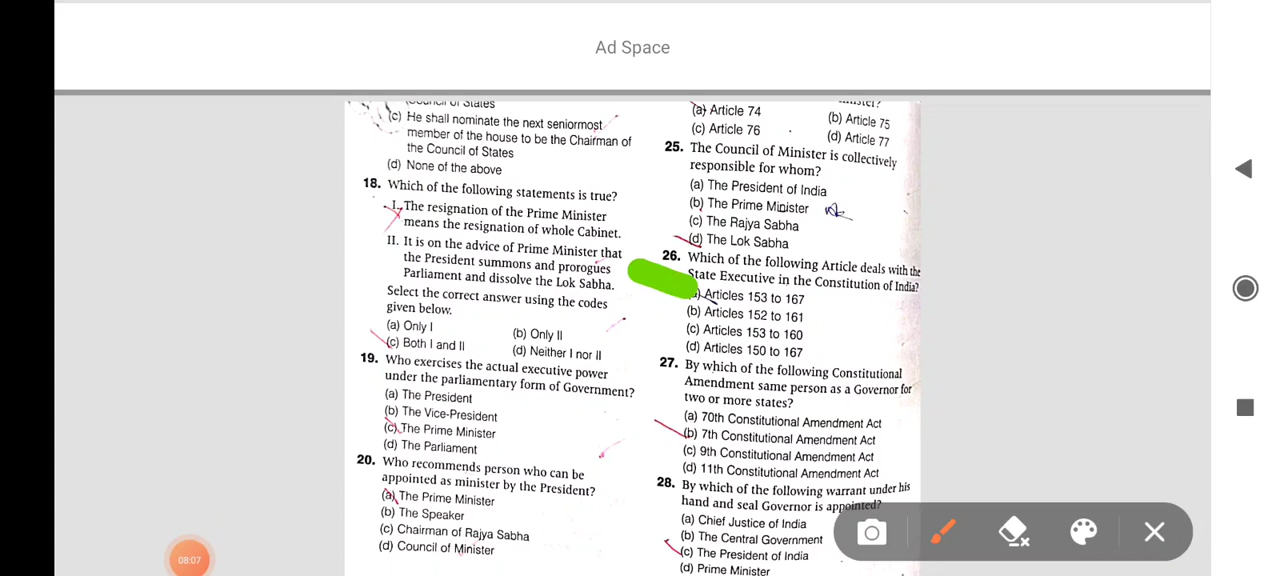 Ad Space
Council of States
(c) He shall nominate the next seniormost
member of the house to be the Chairman of
the Council of States
(d) None of the above
18. Which of the following statements is true?
I. The resignation of the Prime Minister
means the resignation of whole Cabinet.
II. It is on the advice of Prime Minister that
the President summons and prorogues
Parliament and dissolve the Lok Sabha.
Select the correct answer using the codes
given below.
(a) Only I
(b) Only II
(c) Both I and II
(d) Neither I nor II
19. Who exercises the actual executive power
under the parliamentary form of Government?
(a) The President
(b) The Vice-President
(c) The Prime Minister
(d) The Parliament
20. Who recommends person who can be
appointed as minister by the President?
(a) The Prime Minister
(b) The Speaker
(c) Chairman of Rajya Sabha
(d) Council of Minister
(a) Article 74
(b) Article 75
(c) Article 76
(d) Article 77
25. The Council of Minister is collectively
responsible for whom?
(a) The President of India
(b) The Prime Minister
(c) The Rajya Sabha
(d) The Lok Sabha
26. Which of the following Article deals with the
State Executive in the Constitution of India?
Articles 153 to 167
(b) Articles 152 to 161
(c) Articles 153 to 160
(d) Articles 150 to 167
27. By which of the following Constitutional
Amendment same person as a Governor for
two or more states?
(a) 70th Constitutional Amendment Act
(b) 7th Constitutional Amendment Act
(c) 9th Constitutional Amendment Act
(d) 11th Constitutional Amendment Act
28. By which of the following warrant under his
hand and seal Governor is appointed?
(a) Chief Justice of India
(b) The Central Government
(c) The President of India
(d) Prime Minister
08:07